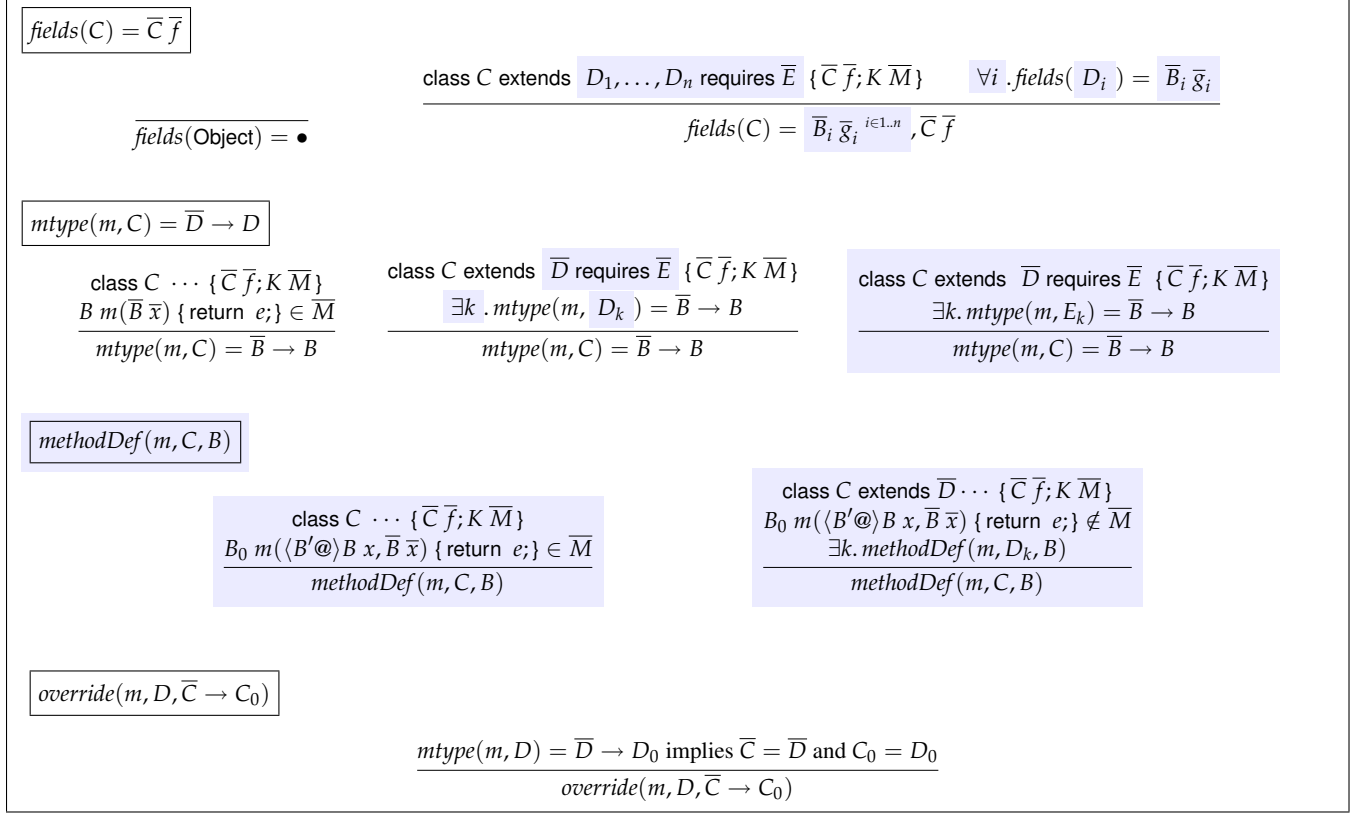 fields(C) = C̅ f̅
class C extends D₁, . . . , Dₙ requires E̅ { C̅ f̅; K M̅ }   ∀i . fields( Dᵢ ) = B̅ᵢ g̅ᵢ
fields(Object) = •
fields(C) = B̅ᵢ g̅ᵢ ^{i∈1..n} , C̅ f̅
mtype(m, C) = D̅ → D
class C · · · { C̅ f̅; K M̅ }
B m(B̅ x̅) { return e; } ∈ M̅
mtype(m, C) = B̅ → B
class C extends D̅ requires E̅ { C̅ f̅; K M̅ }
∃k . mtype(m, Dₖ ) = B̅ → B
mtype(m, C) = B̅ → B
class C extends D̅ requires E̅ { C̅ f̅; K M̅ }
∃k. mtype(m, Eₖ) = B̅ → B
mtype(m, C) = B̅ → B
methodDef(m, C, B)
class C · · · { C̅ f̅; K M̅ }
B₀ m(⟨B′@⟩B x, B̅ x̅) { return e; } ∈ M̅
methodDef(m, C, B)
class C extends D̅ · · · { C̅ f̅; K M̅ }
B₀ m(⟨B′@⟩B x, B̅ x̅) { return e; } ∉ M̅
∃k. methodDef(m, Dₖ, B)
methodDef(m, C, B)
override(m, D, C̅ → C₀)
mtype(m, D) = D̅ → D₀ implies C̅ = D̅ and C₀ = D₀
override(m, D, C̅ → C₀)